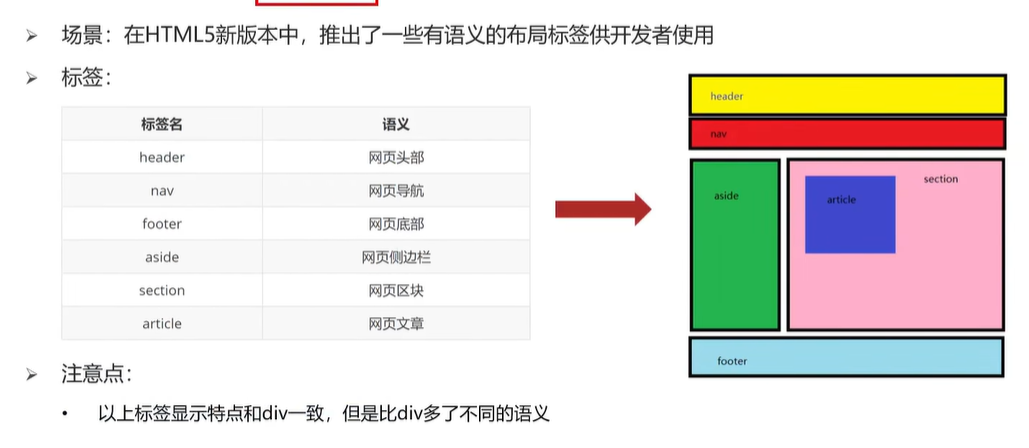 场景：在HTML5新版本中，推出了一些有语义的布局标签供开发者使用
标签：
标签名 语义
header 网页头部
nav 网页导航
footer 网页底部
aside 网页侧边栏
section 网页区块
article 网页文章
header
nav
aside
article
section
footer
注意点：
以上标签显示特点和div一致，但是比div多了不同的语义